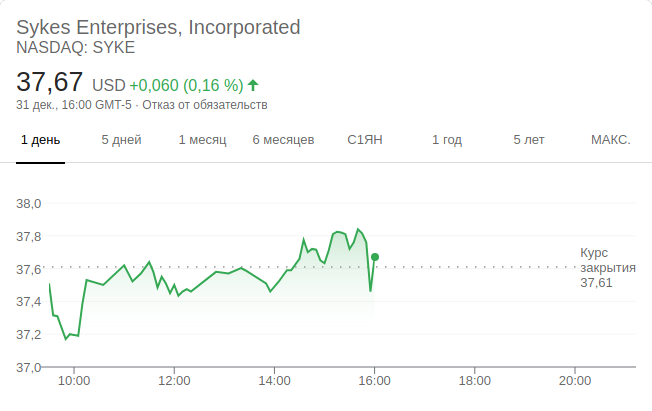 Sykes Enterprises, Incorporated
NASDAQ: SYKE
37,67 USD +0,060 (0,16 %)
31 дек., 16:00 GMT-5 · Отказ от обязательств
1 день 5 дней 1 месяц 6 месяцев С1ЯН 1 год 5 лет МАКС.
38,0
37,8
37,6
37,4
37,2
37,0
Курс
закрытия
37,61
10:00 12:00 14:00 16:00 18:00 20:00